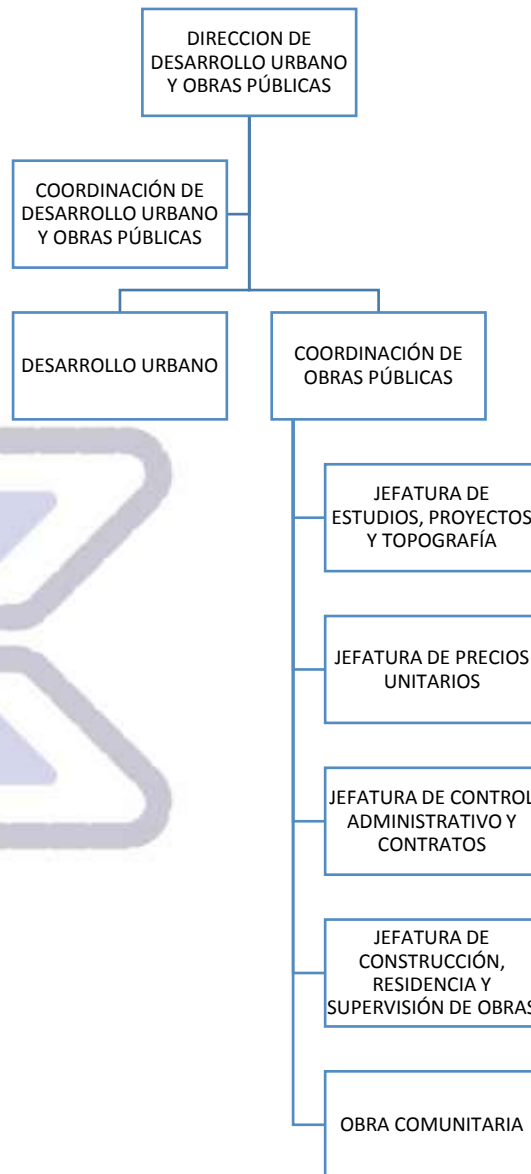 DIRECCION DE
DESARROLLO URBANO
Y OBRAS PÚBLICAS
COORDINACIÓN DE
DESARROLLO URBANO
Y OBRAS PÚBLICAS
DESARROLLO URBANO
COORDINACIÓN DE
OBRAS PÚBLICAS
JEFATURA DE
ESTUDIOS, PROYECTOS
Y TOPOGRAFÍA
JEFATURA DE PRECIOS
UNITARIOS
JEFATURA DE CONTROL
ADMINISTRATIVO Y
CONTRATOS
JEFATURA DE
CONSTRUCCIÓN,
RESIDENCIA Y
SUPERVISIÓN DE OBRAS
OBRA COMUNITARIA